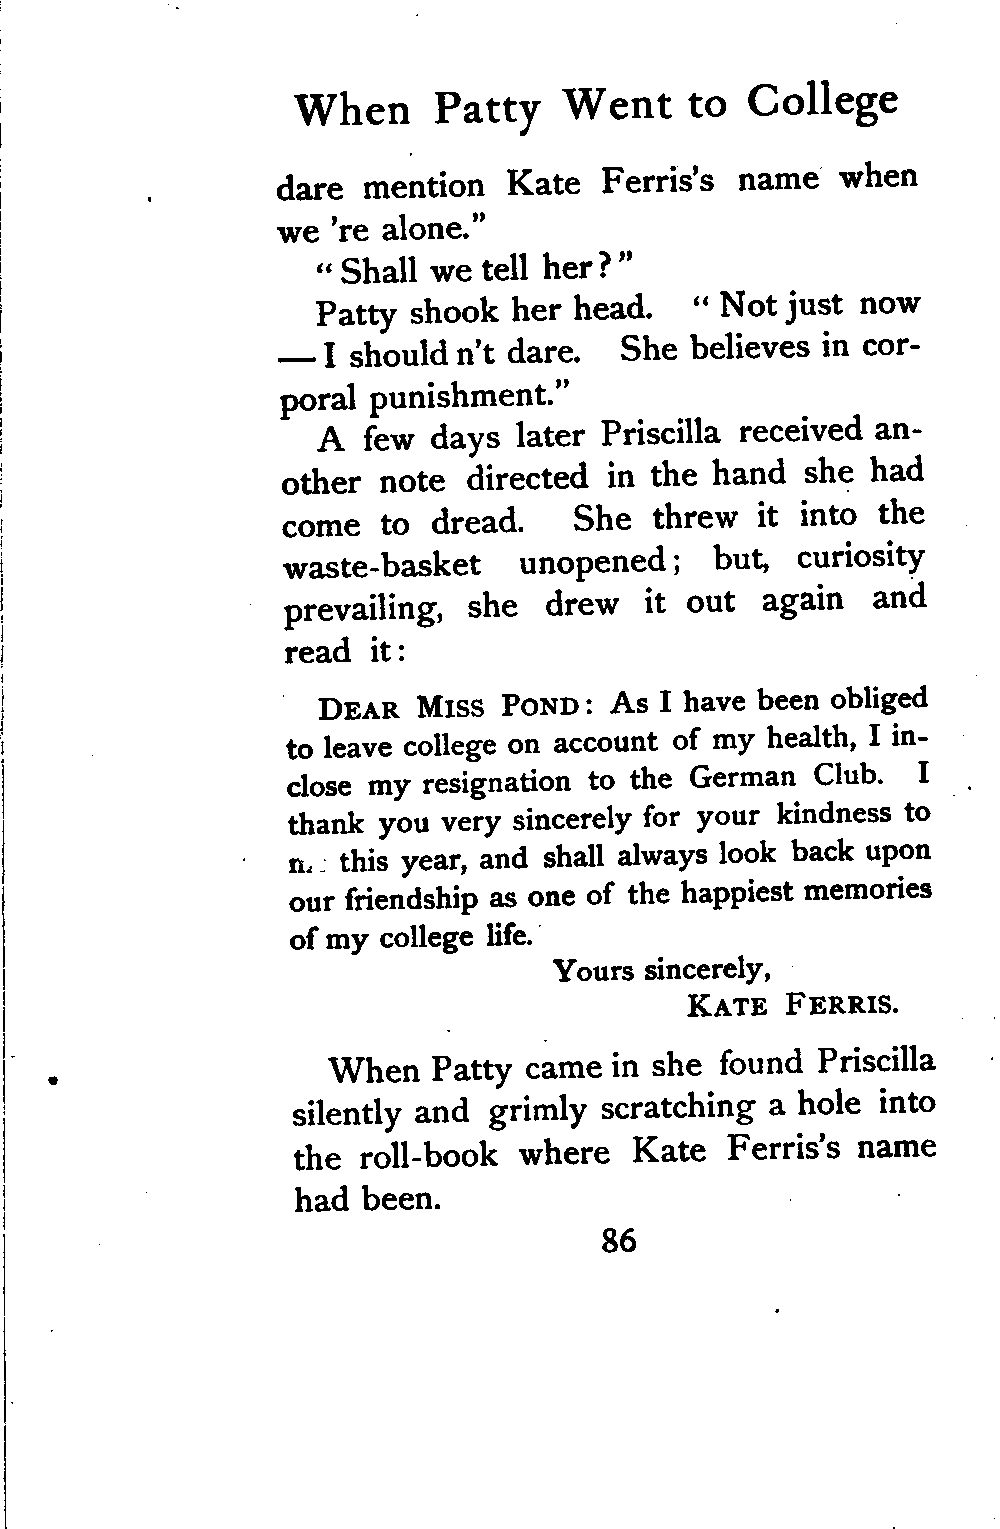 When Patty Went to College
dare mention Kate Ferris's name when
we 're alone."
"Shall we tell her?"
Patty shook her head. "Not just now
—I should n't dare. She believes in cor-
poral punishment."
A few days later Priscilla received an-
other note directed in the hand she had
come to dread. She threw it into the
waste-basket unopened; but, curiosity
prevailing, she drew it out again and
read it:
DEAR MISS POND: As I have been obliged
to leave college on account of my health, I in-
close my resignation to the German Club. I
thank you very sincerely for your kindness to
this year, and shall always look back upon
our friendship as one of the happiest memories
of my college life.
Yours sincerely,
KATE FERRIS.
When Patty came in she found Priscilla
silently and grimly scratching a hole into
the roll-book where Kate Ferris's name
had been.
86